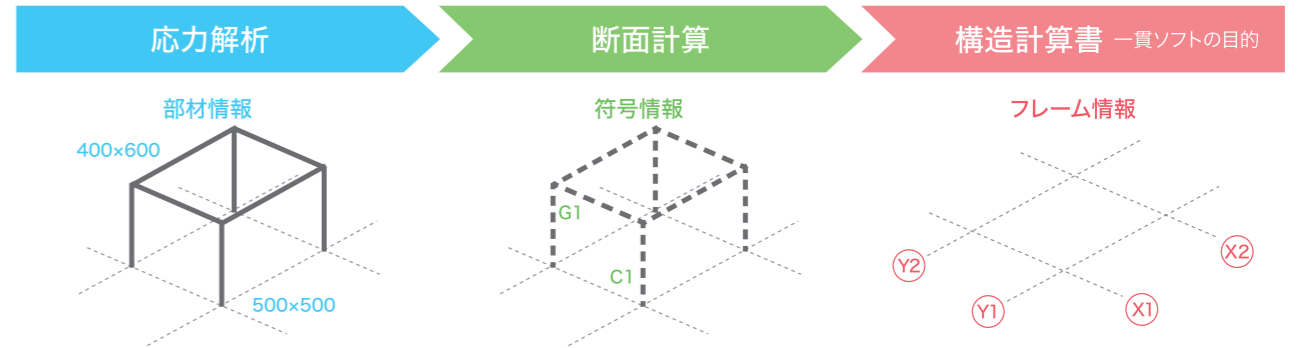 応力解析
断面計算
構造計算書 一貫ソフトの目的
部材情報
符号情報
フレーム情報
400×600
500×500
G1
C1
Y2
Y1
X1
X2